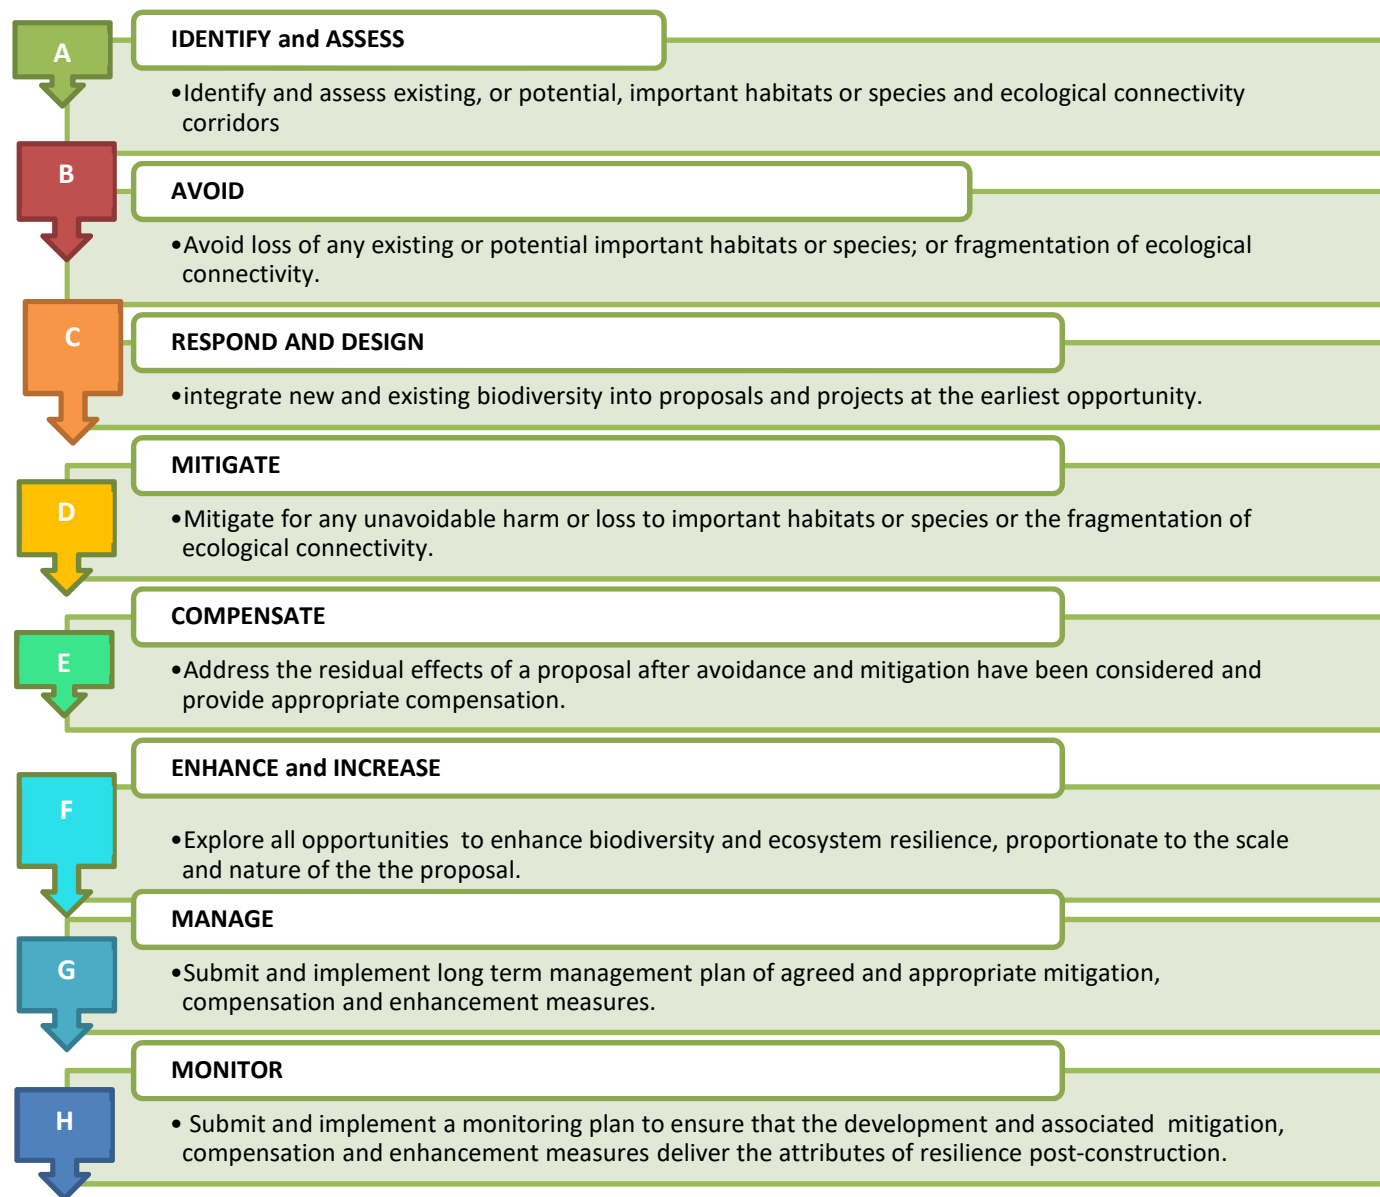 A
IDENTIFY and ASSESS
•Identify and assess existing, or potential, important habitats or species and ecological connectivity
corridors
B
AVOID
•Avoid loss of any existing or potential important habitats or species; or fragmentation of ecological
connectivity.
C
RESPOND AND DESIGN
•integrate new and existing biodiversity into proposals and projects at the earliest opportunity.
D
MITIGATE
•Mitigate for any unavoidable harm or loss to important habitats or species or the fragmentation of
ecological connectivity.
E
COMPENSATE
•Address the residual effects of a proposal after avoidance and mitigation have been considered and
provide appropriate compensation.
F
ENHANCE and INCREASE
•Explore all opportunities  to enhance biodiversity and ecosystem resilience, proportionate to the scale
and nature of the the proposal.
G
MANAGE
•Submit and implement long term management plan of agreed and appropriate mitigation,
compensation and enhancement measures.
H
MONITOR
• Submit and implement a monitoring plan to ensure that the development and associated  mitigation,
compensation and enhancement measures deliver the attributes of resilience post-construction.